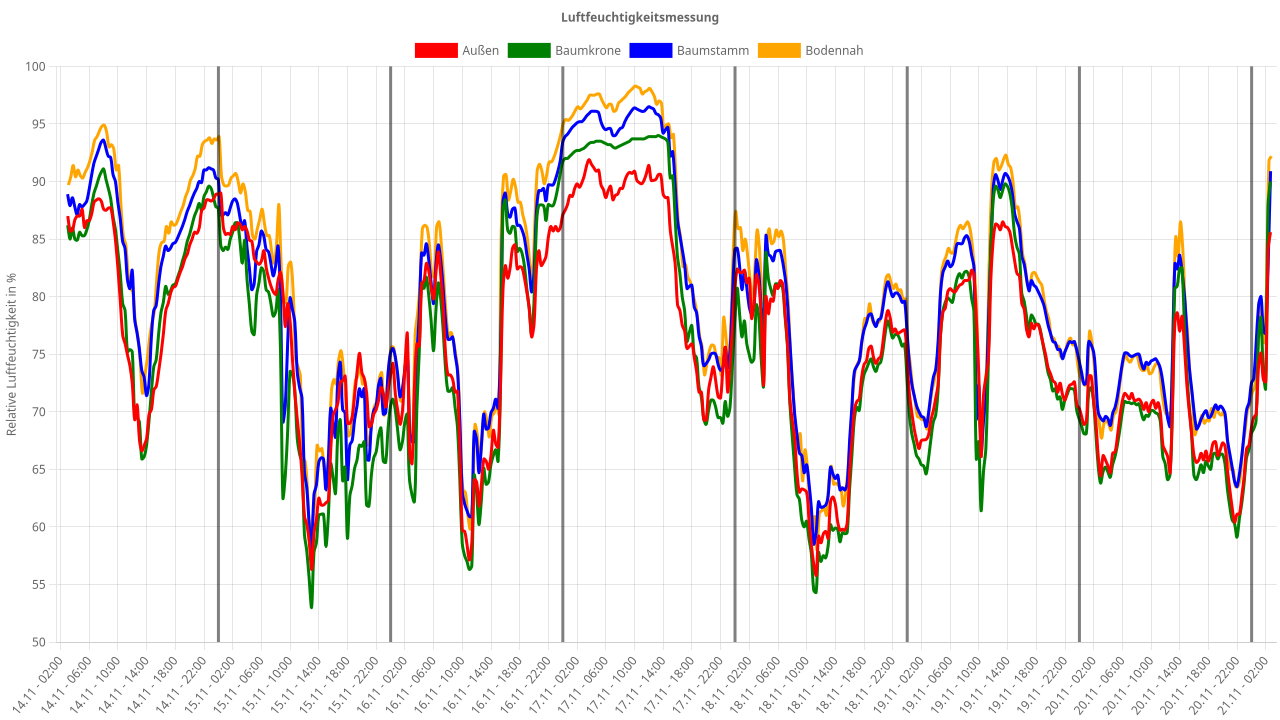 Luftfeuchtigkeitsmessung
Außen Baumkrone Baumstamm Bodennah
Relative Luftfeuchtigkeit in %
100
95
90
85
80
75
70
65
60
55
50
14.11 - 02:00
14.11 - 06:00
14.11 - 10:00
14.11 - 14:00
14.11 - 18:00
14.11 - 22:00
15.11 - 02:00
15.11 - 06:00
15.11 - 10:00
15.11 - 14:00
15.11 - 18:00
15.11 - 22:00
16.11 - 02:00
16.11 - 06:00
16.11 - 10:00
16.11 - 14:00
16.11 - 18:00
16.11 - 22:00
17.11 - 02:00
17.11 - 06:00
17.11 - 10:00
17.11 - 14:00
17.11 - 18:00
17.11 - 22:00
18.11 - 02:00
18.11 - 06:00
18.11 - 10:00
18.11 - 14:00
18.11 - 18:00
18.11 - 22:00
19.11 - 02:00
19.11 - 06:00
19.11 - 10:00
19.11 - 14:00
19.11 - 18:00
19.11 - 22:00
20.11 - 02:00
20.11 - 06:00
20.11 - 10:00
20.11 - 14:00
20.11 - 18:00
20.11 - 22:00
21.11 - 02:00